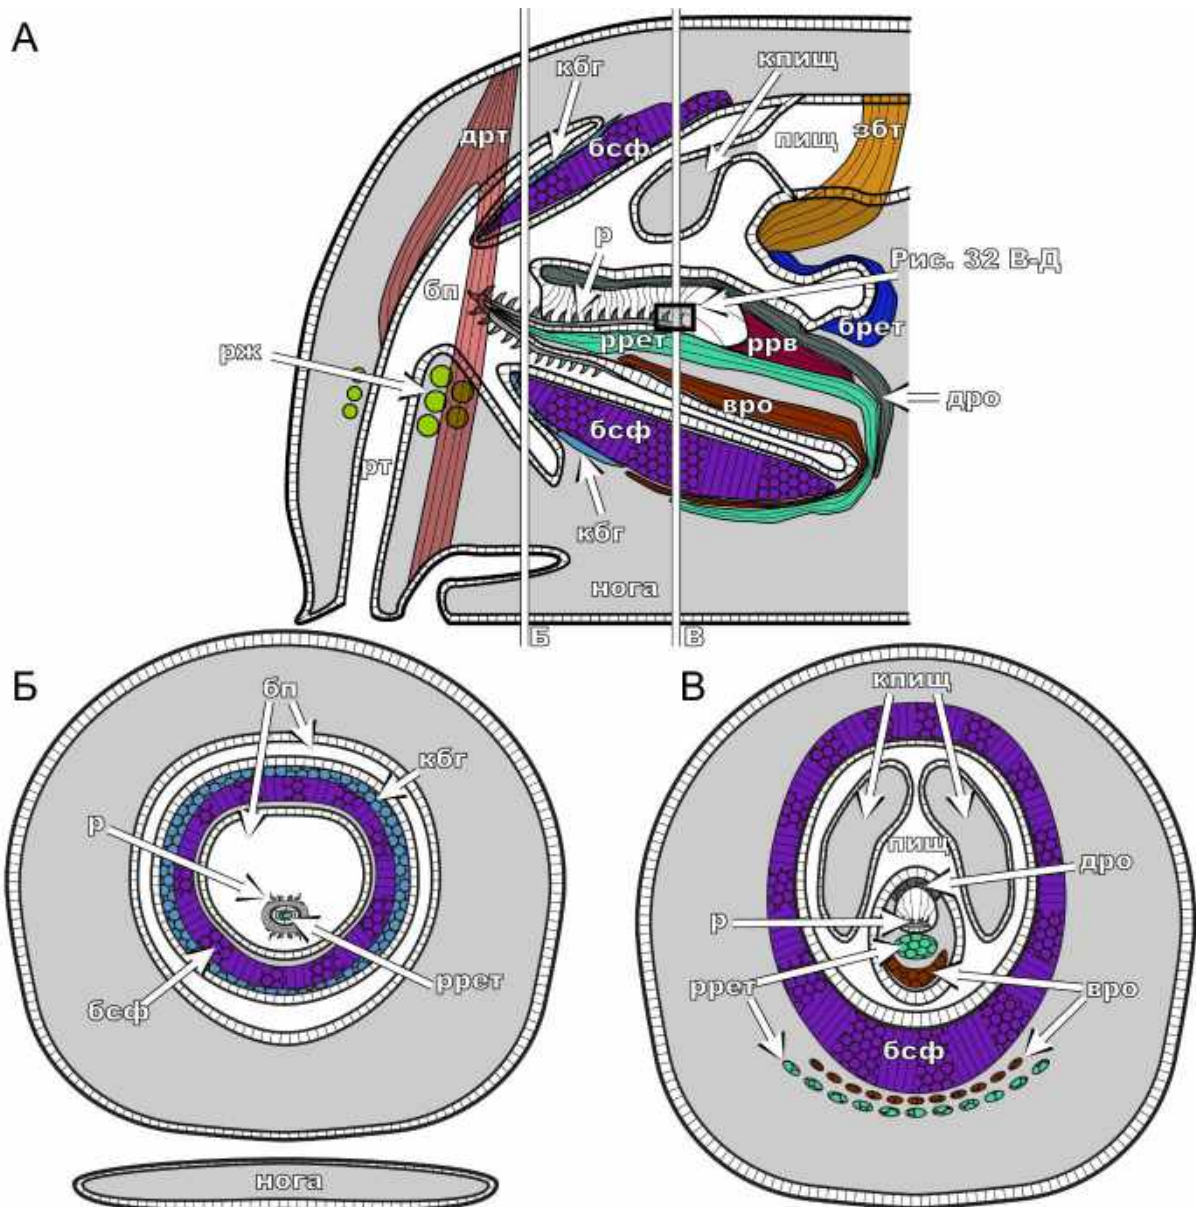 А
кбг
кпищ
дрт
бсф
пищ
збт
р
Рис. 32 В-Д
бп
ррет
ррв
брет
рж
вро
дро
бсф
рт
кбг
нога
Б
В
Б
бп
кбг
р
ррет
бсф
нога
В
кпищ
пищ
дро
р
ррет
вро
бсф